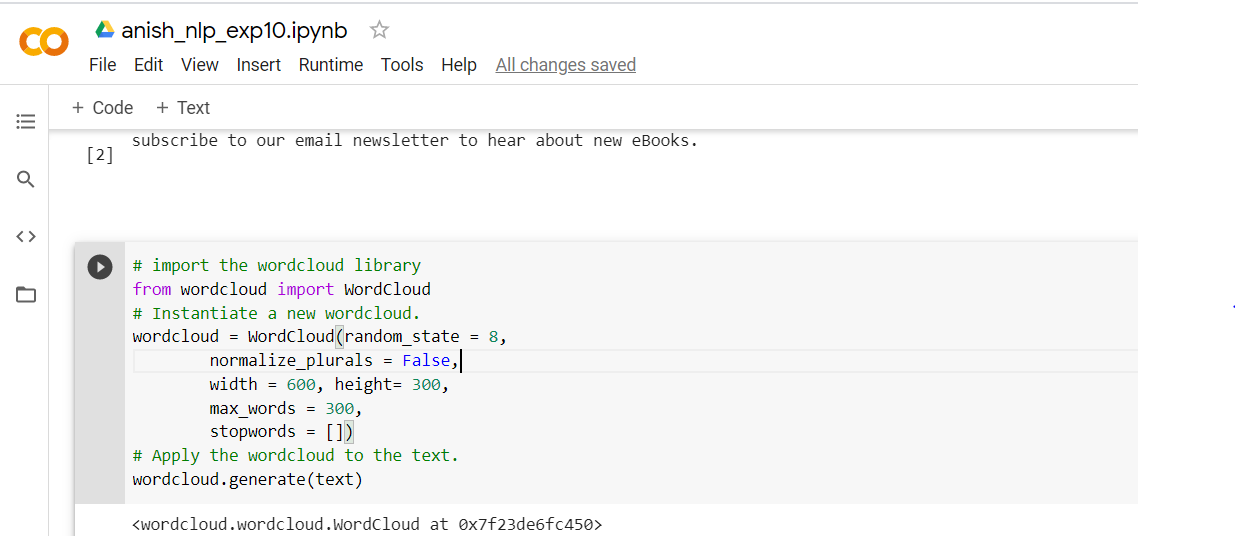 anish_nlp_exp10.ipynb
File Edit View Insert Runtime Tools Help All changes saved
+ Code + Text
subscribe to our email newsletter to hear about new eBooks.
[2]
# import the wordcloud library
from wordcloud import WordCloud
# Instantiate a new wordcloud.
wordcloud = WordCloud(random_state = 8,
        normalize_plurals = False,
        width = 600, height= 300,
        max_words = 300,
        stopwords = [])
# Apply the wordcloud to the text.
wordcloud.generate(text)
<wordcloud.wordcloud.WordCloud at 0x7f23de6fc450>